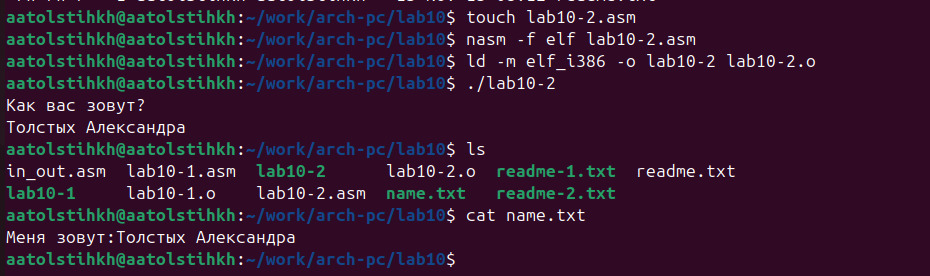 aatolstihkh@aatolstihkh:~/work/arch-pc/lab10$ touch lab10-2.asm
aatolstihkh@aatolstihkh:~/work/arch-pc/lab10$ nasm -f elf lab10-2.asm
aatolstihkh@aatolstihkh:~/work/arch-pc/lab10$ ld -m elf_i386 -o lab10-2 lab10-2.o
aatolstihkh@aatolstihkh:~/work/arch-pc/lab10$ ./lab10-2
Как вас зовут?
Толстых Александра
aatolstihkh@aatolstihkh:~/work/arch-pc/lab10$ ls
in_out.asm lab10-1.asm lab10-2 lab10-2.o readme-1.txt readme.txt
lab10-1 lab10-1.o lab10-2.asm name.txt readme-2.txt
aatolstihkh@aatolstihkh:~/work/arch-pc/lab10$ cat name.txt
Меня зовут:Толстых Александра
aatolstihkh@aatolstihkh:~/work/arch-pc/lab10$